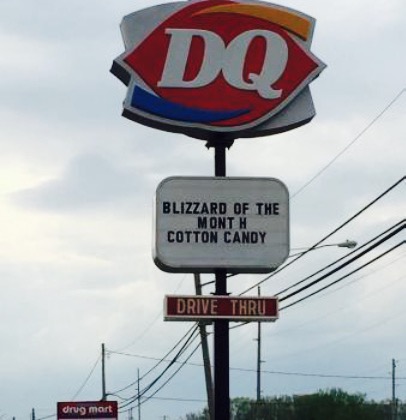 DQ
BLIZZARD OF THE
MONT H
COTTON CANDY
DRIVE THRU
drug mart